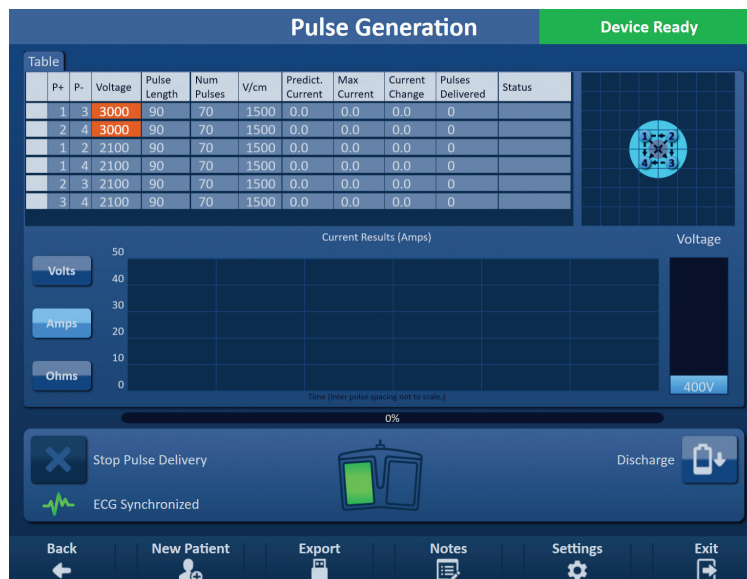 Pulse Generation
Device Ready
Table
P+ P- Voltage Pulse Length Num Pulses V/cm Predict. Current Max Current Current Change Pulses Delivered Status
1 3 3000 90 70 1500 0.0 0.0 0.0 0
2 4 3000 90 70 1500 0.0 0.0 0.0 0
1 2 2100 90 70 1500 0.0 0.0 0.0 0
1 4 2100 90 70 1500 0.0 0.0 0.0 0
2 3 2100 90 70 1500 0.0 0.0 0.0 0
3 4 2100 90 70 1500 0.0 0.0 0.0 0
1 2
4 3
Current Results (Amps)
Voltage
Volts
Amps
Ohms
50
40
30
20
10
0
Time (Inter pulse spacing not to scale.)
400V
0%
Stop Pulse Delivery
Discharge
ECG Synchronized
Back New Patient Export Notes Settings Exit